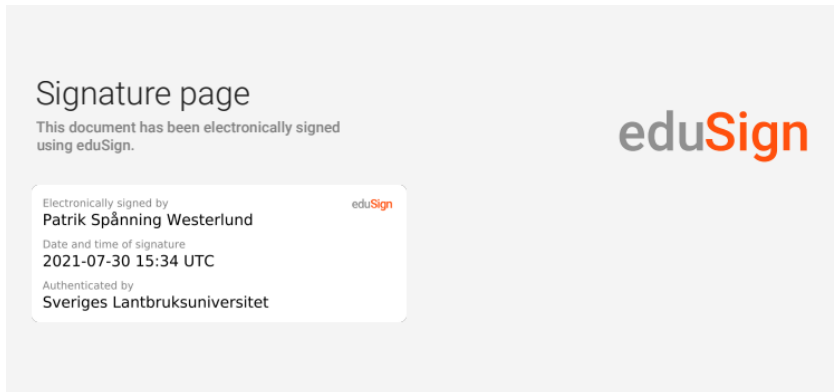 Signature page
This document has been electronically signed
using eduSign.
eduSign
Electronically signed by
eduSign
Patrik Spånning Westerlund
Date and time of signature
2021-07-30 15:34 UTC
Authenticated by
Sveriges Lantbruksuniversitet